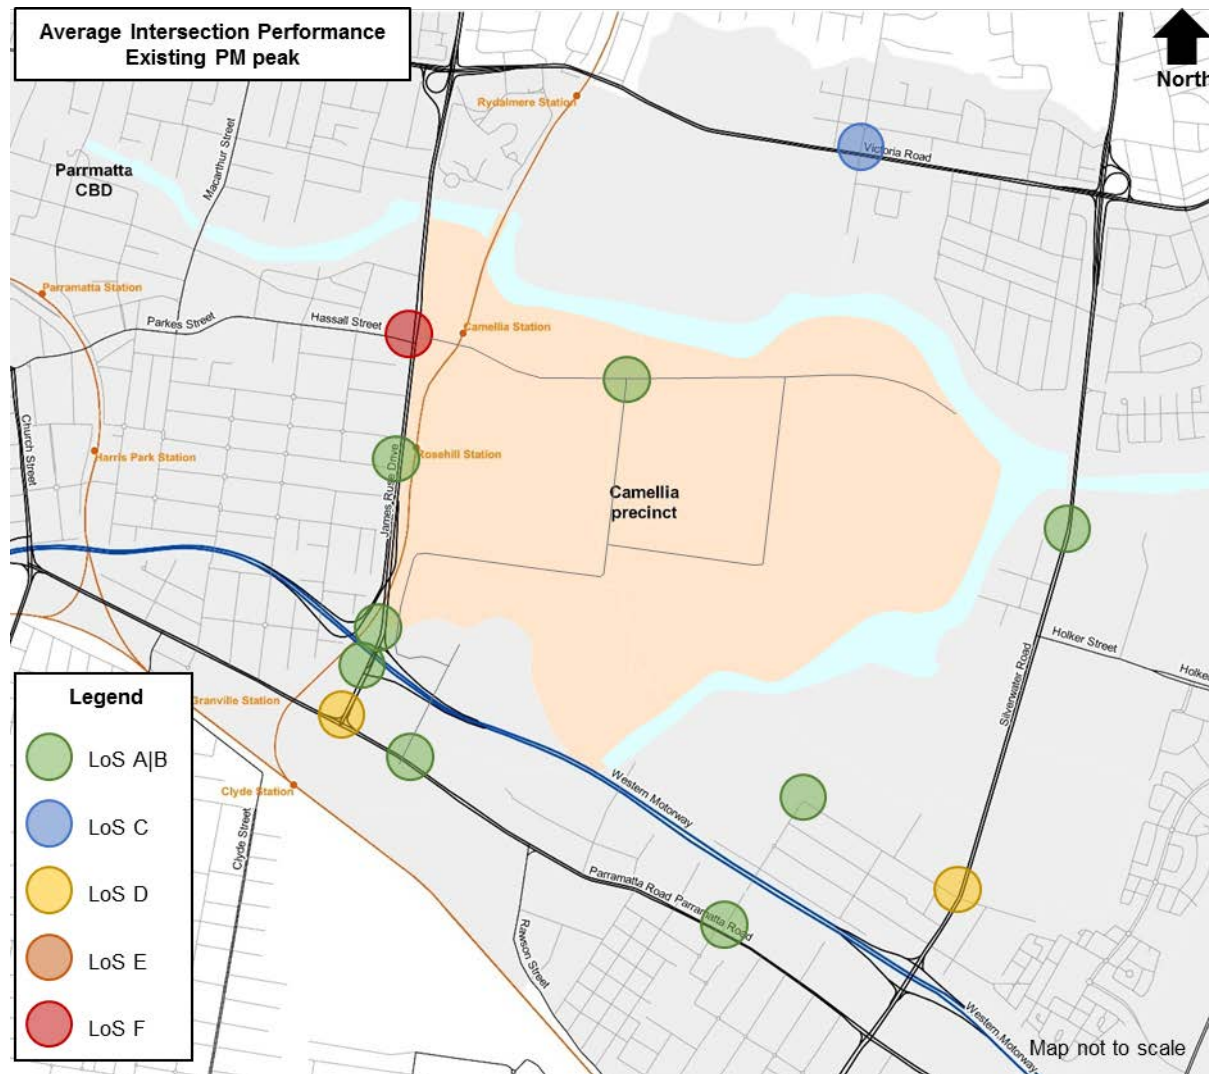 Average Intersection Performance
Existing PM peak
North
Rydalmere Station
Victoria Road
Macarthur Street
Parrmatta
CBD
Parramatta Station
Parkes Street
Hassall Street
Camellia Station
Church Street
Harris Park Station
James Ruse Drive
Rosehill Station
Camellia
precinct
Holker Street
Holker
Silverwater Road
Granville Station
Clyde Station
Clyde Street
Western Motorway
Parramatta Road
Parramatta Road
Rawson Street
Western Motorway
Map not to scale
Legend
LoS A|B
LoS C
LoS D
LoS E
LoS F